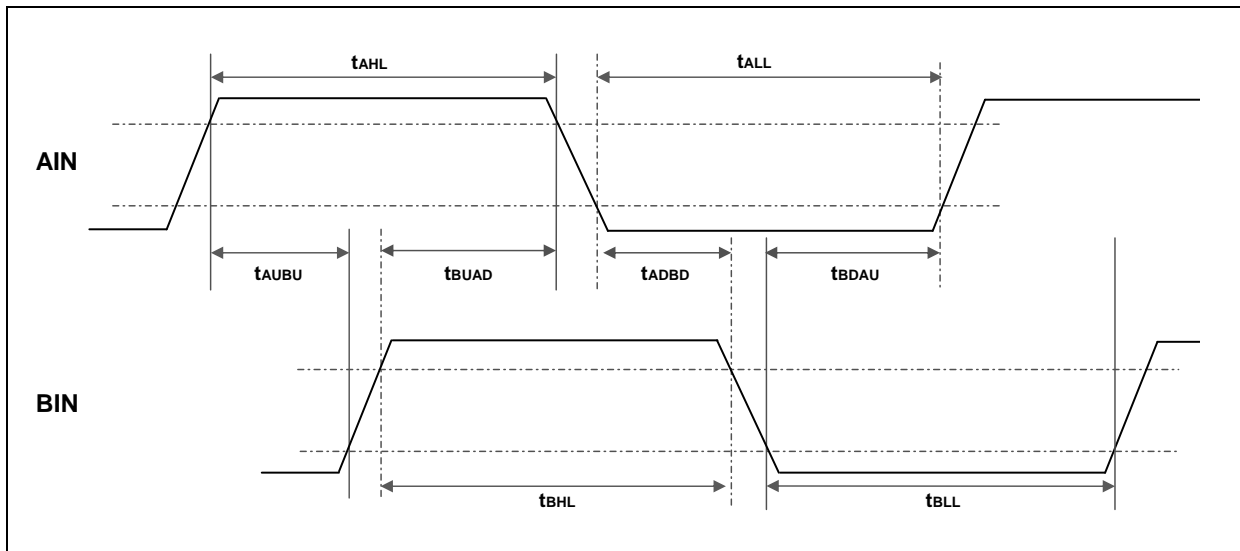 tAHL
tALL
AIN
tAUBU
tBUAD
tADBD
tBDAU
BIN
tBHL
tBLL